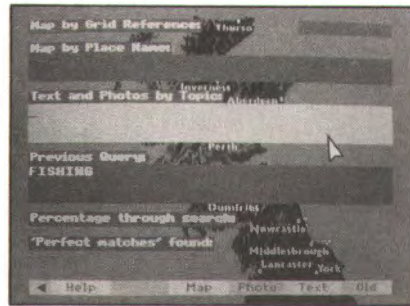 Map by Grid Reference:
Thurso
Map by Place Name:
Inverness
Text and Photos by Topic:
Aberdeen
Perth
Previous Query:
FISHING
Dumfries
Percentage through search:
Newcastle
"Perfect matches" found:
Middlesbrough
Lancaster York
◄ Help Map Photo Text Old